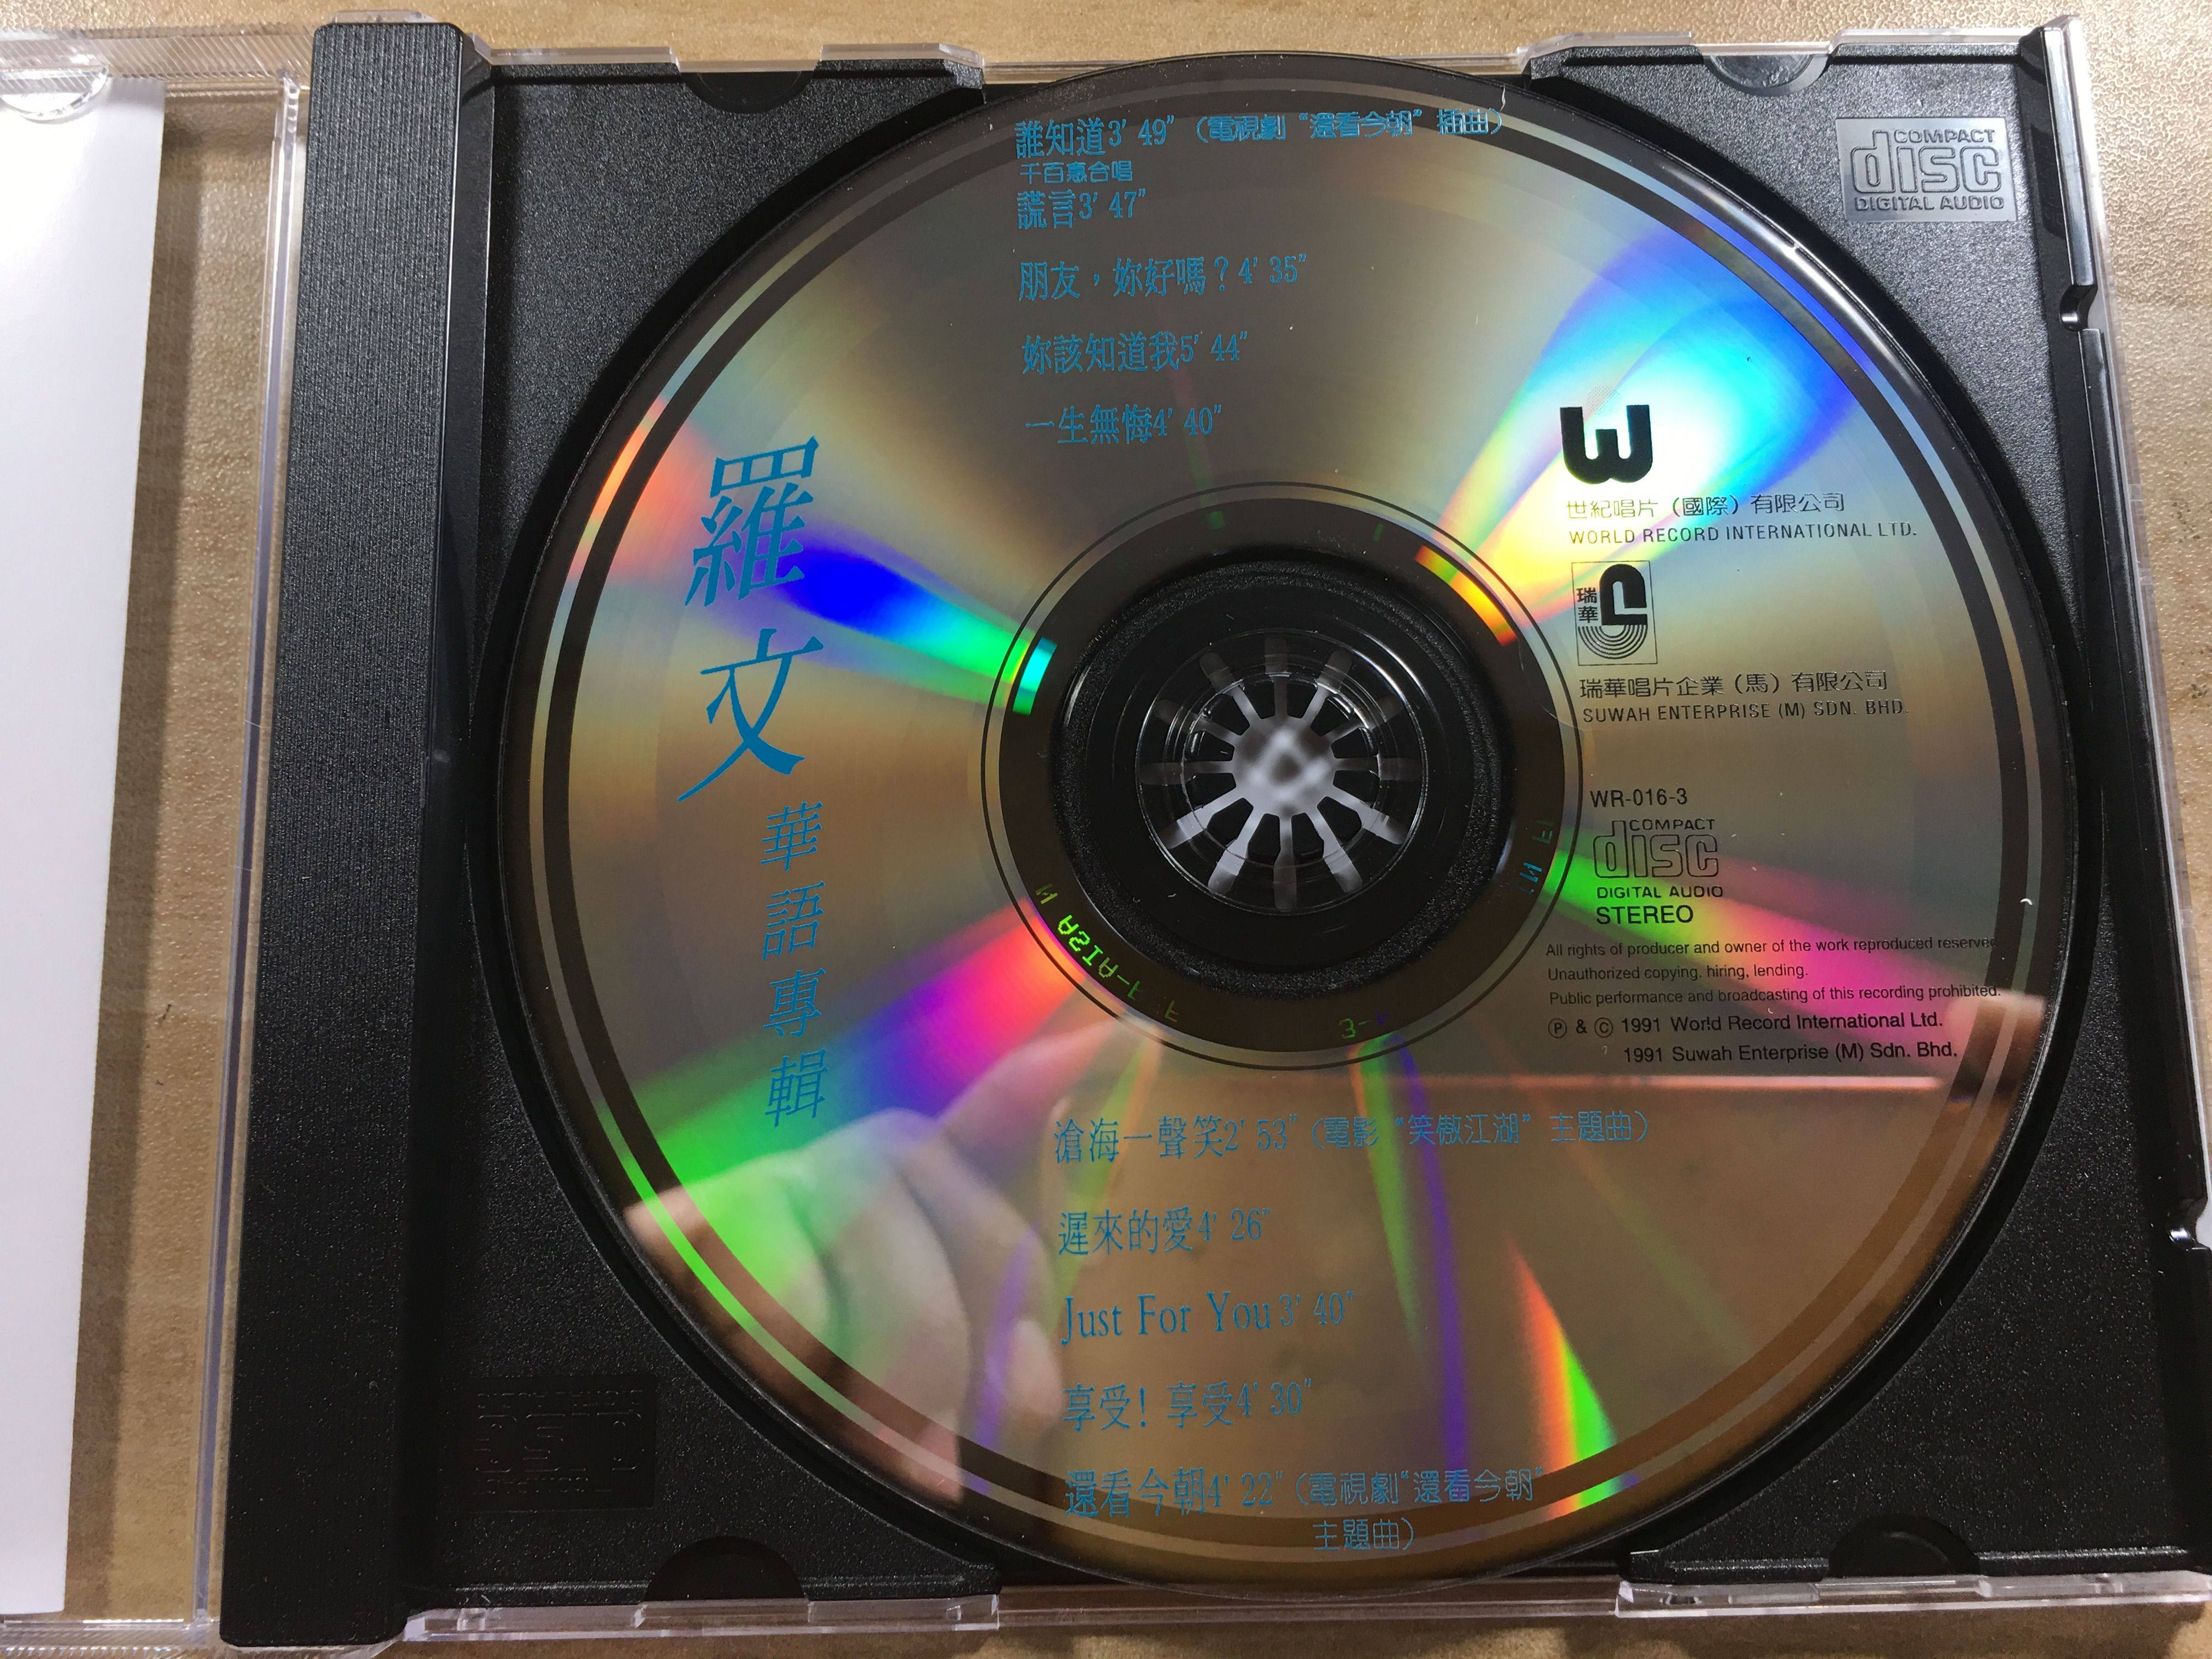 誰知道3' 49" （電視劇 "還看今朝" 插曲）
千百惠合唱
謊言3' 47"
朋友，妳好嗎？4' 35"
妳該知道我5' 44"
一生無悔4' 40"
羅文
華語專輯
世紀唱片（國際）有限公司
WORLD RECORD INTERNATIONAL LTD.
瑞華
瑞華唱片企業（馬）有限公司
SUWAH ENTERPRISE (M) SDN. BHD.
WR-016-3
COMPACT
disc
DIGITAL AUDIO
STEREO
All rights of producer and owner of the work reproduced reserved
Unauthorized copying, hiring, lending.
Public performance and broadcasting of this recording prohibited.
Ⓟ & © 1991 World Record International Ltd.
1991 Suwah Enterprise (M) Sdn. Bhd.
滄海一聲笑2' 53" （電影 "笑傲江湖" 主題曲）
遲來的愛4' 26"
Just For You 3' 40"
享受！享受4' 30"
還看今朝4' 22" （電視劇"還看今朝"
主題曲）
COMPACT
disc
DIGITAL AUDIO